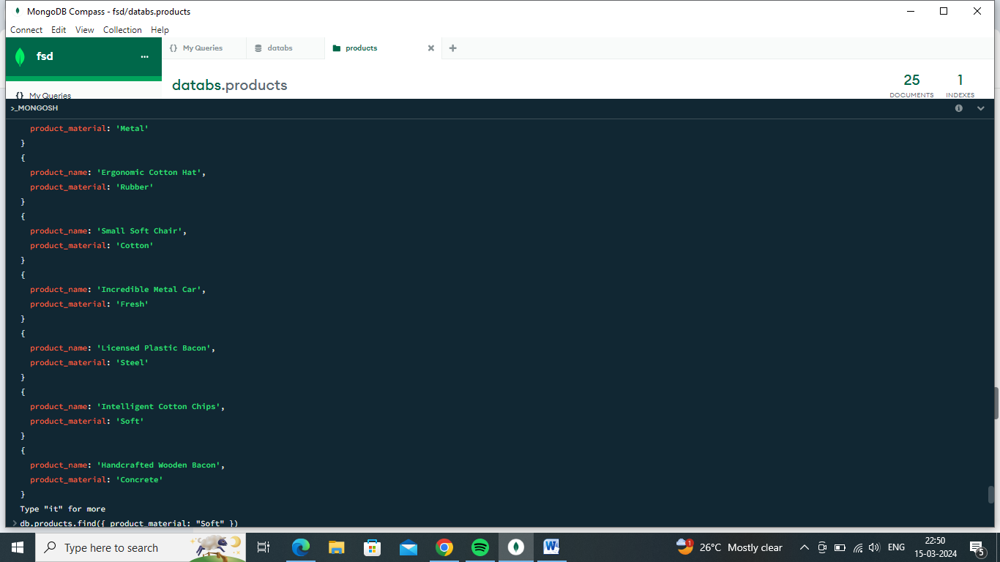 MongoDB Compass - fsd/databs.products
Connect Edit View Collection Help
fsd
My Queries
databs
products
databs.products
25
DOCUMENTS
1
INDEXES
{} My Queries
>_MONGOSH
product_material: 'Metal'
}
{
product_name: 'Ergonomic Cotton Hat',
product_material: 'Rubber'
}
{
product_name: 'Small Soft Chair',
product_material: 'Cotton'
}
{
product_name: 'Incredible Metal Car',
product_material: 'Fresh'
}
{
product_name: 'Licensed Plastic Bacon',
product_material: 'Steel'
}
{
product_name: 'Intelligent Cotton Chips',
product_material: 'Soft'
}
{
product_name: 'Handcrafted Wooden Bacon',
product_material: 'Concrete'
}
Type "it" for more
> db.products.find({ product_material: "Soft" })
Type here to search
1
26°C Mostly clear
ENG
22:50
15-03-2024
5